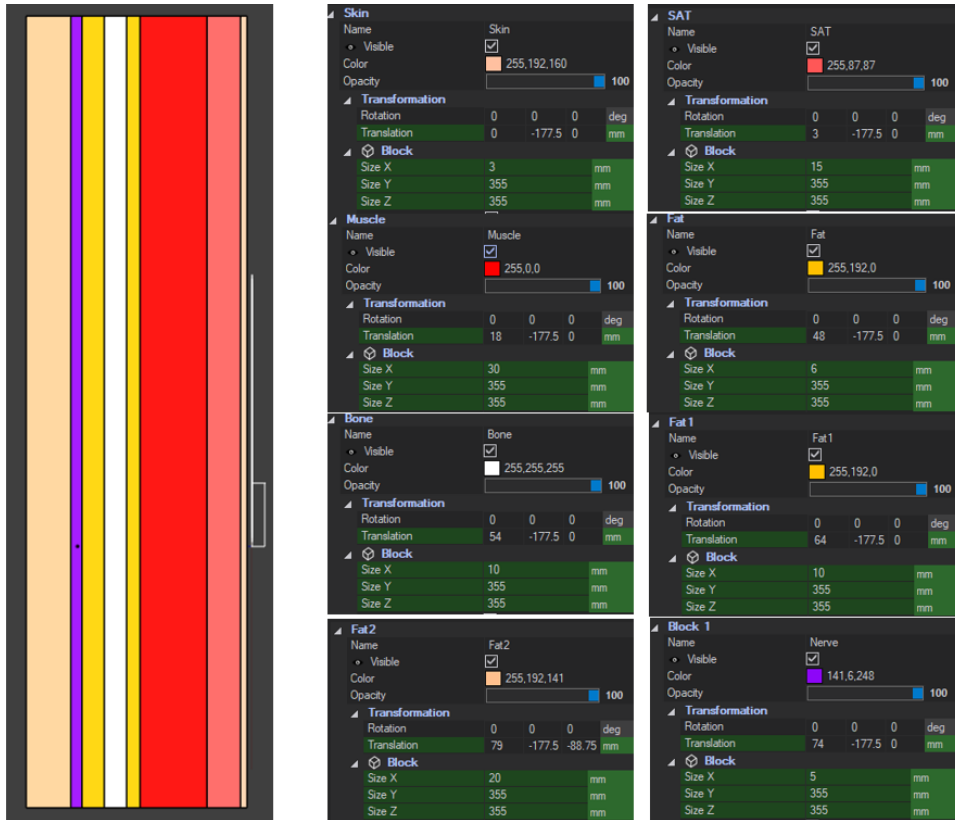 Skin
Name Skin
Visible
Color 255,192,160
Opacity 100
Transformation
Rotation 0 0 0 deg
Translation 0 -177.5 0 mm
Block
Size X 3 mm
Size Y 355 mm
Size Z 355 mm
SAT
Name SAT
Visible
Color 255,87,87
Opacity 100
Transformation
Rotation 0 0 0 deg
Translation 3 -177.5 0 mm
Block
Size X 15 mm
Size Y 355 mm
Size Z 355 mm
Muscle
Name Muscle
Visible
Color 255,0,0
Opacity 100
Transformation
Rotation 0 0 0 deg
Translation 18 -177.5 0 mm
Block
Size X 30 mm
Size Y 355 mm
Size Z 355 mm
Fat
Name Fat
Visible
Color 255,192,0
Opacity 100
Transformation
Rotation 0 0 0 deg
Translation 48 -177.5 0 mm
Block
Size X 6 mm
Size Y 355 mm
Size Z 355 mm
Bone
Name Bone
Visible
Color 255,255,255
Opacity 100
Transformation
Rotation 0 0 0 deg
Translation 54 -177.5 0 mm
Block
Size X 10 mm
Size Y 355 mm
Size Z 355 mm
Fat1
Name Fat1
Visible
Color 255,192,0
Opacity 100
Transformation
Rotation 0 0 0 deg
Translation 64 -177.5 0 mm
Block
Size X 10 mm
Size Y 355 mm
Size Z 355 mm
Fat2
Name Fat2
Visible
Color 255,192,141
Opacity 100
Transformation
Rotation 0 0 0 deg
Translation 79 -177.5 -88.75 mm
Block
Size X 20 mm
Size Y 355 mm
Size Z 355 mm
Block 1
Name Nerve
Visible
Color 141,6,248
Opacity 100
Transformation
Rotation 0 0 0 deg
Translation 74 -177.5 0 mm
Block
Size X 5 mm
Size Y 355 mm
Size Z 355 mm